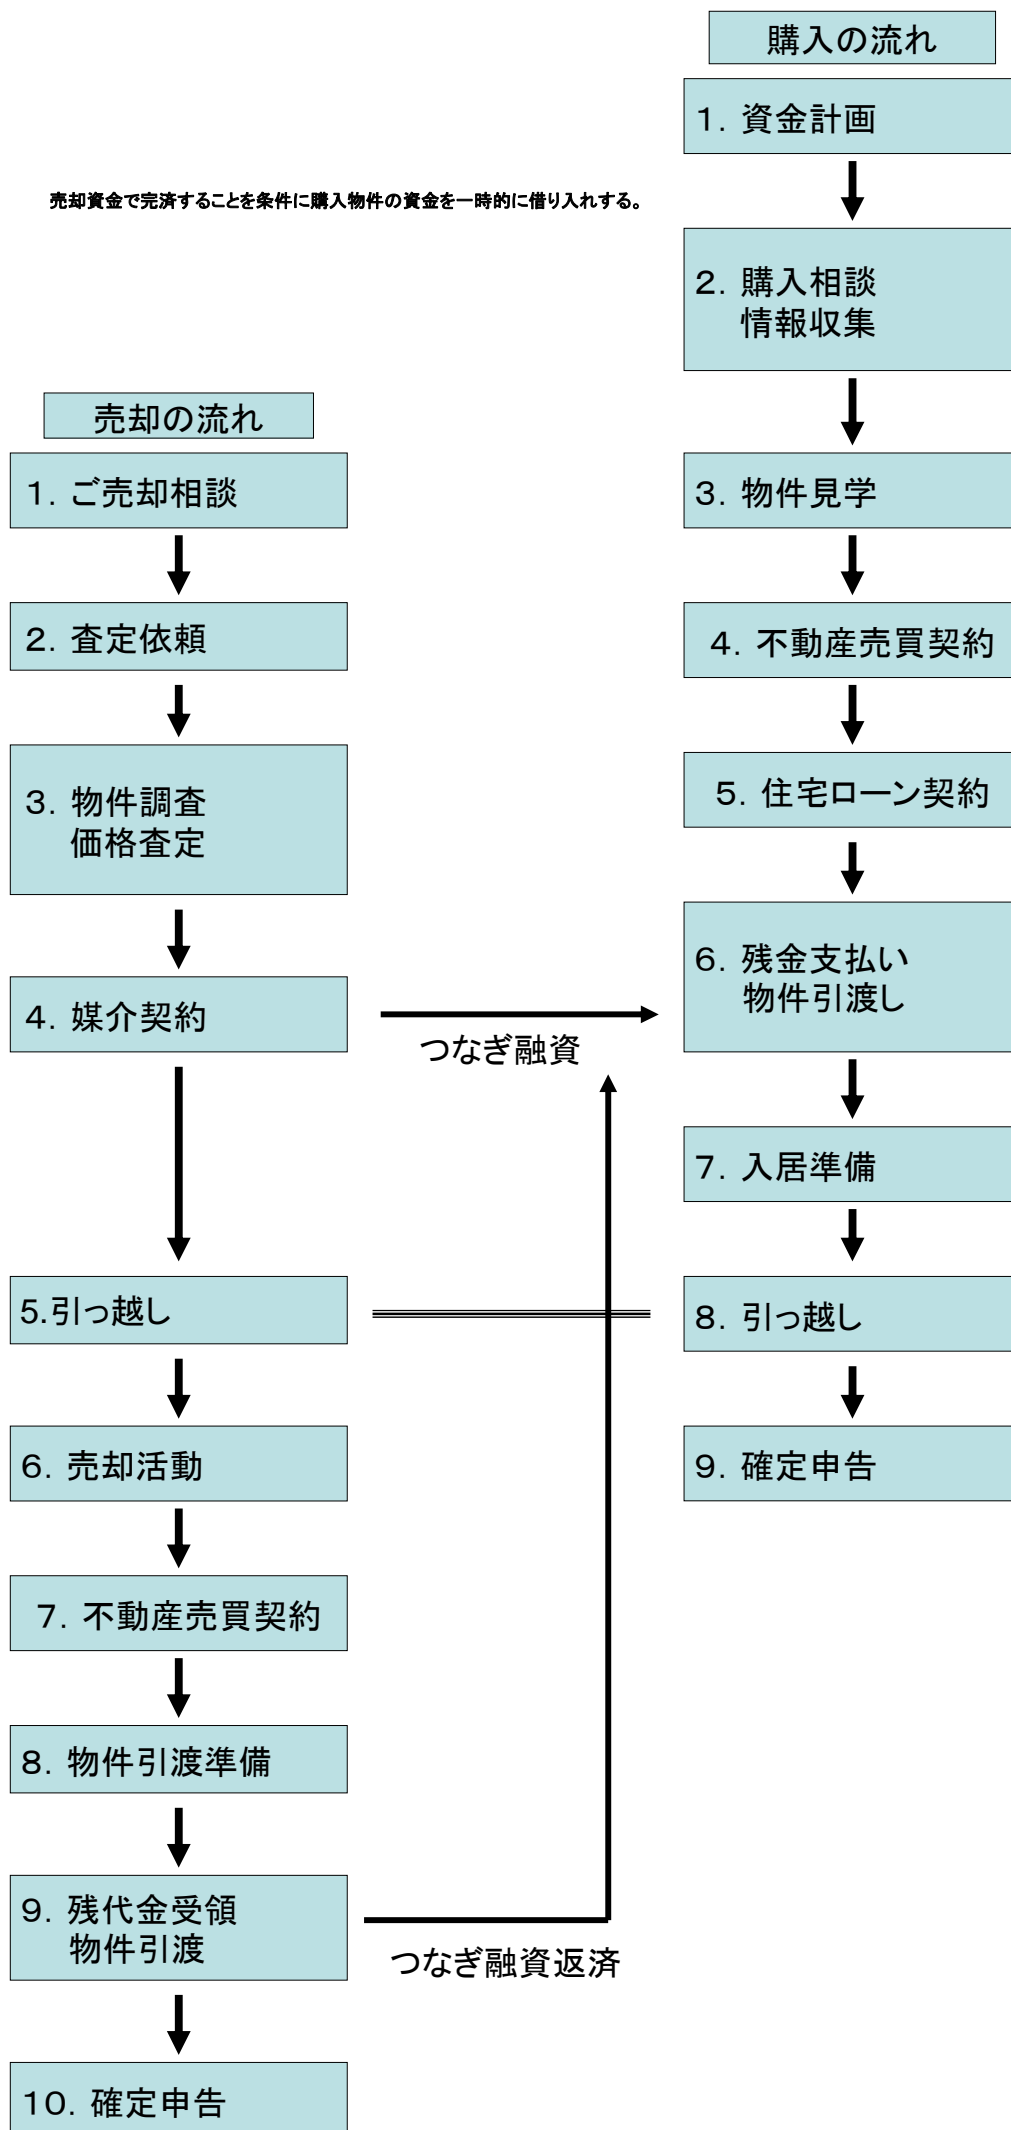 購入の流れ
1. 資金計画
売却資金で完済することを条件に購入物件の資金を一時的に借り入れする。
2. 購入相談
情報収集
3. 物件見学
4. 不動産売買契約
5. 住宅ローン契約
6. 残金支払い
物件引渡し
7. 入居準備
8. 引っ越し
9. 確定申告
売却の流れ
1. ご売却相談
2. 査定依頼
3. 物件調査
価格査定
4. 媒介契約
つなぎ融資
5.引っ越し
6. 売却活動
7. 不動産売買契約
8. 物件引渡準備
9. 残代金受領
物件引渡
つなぎ融資返済
10. 確定申告